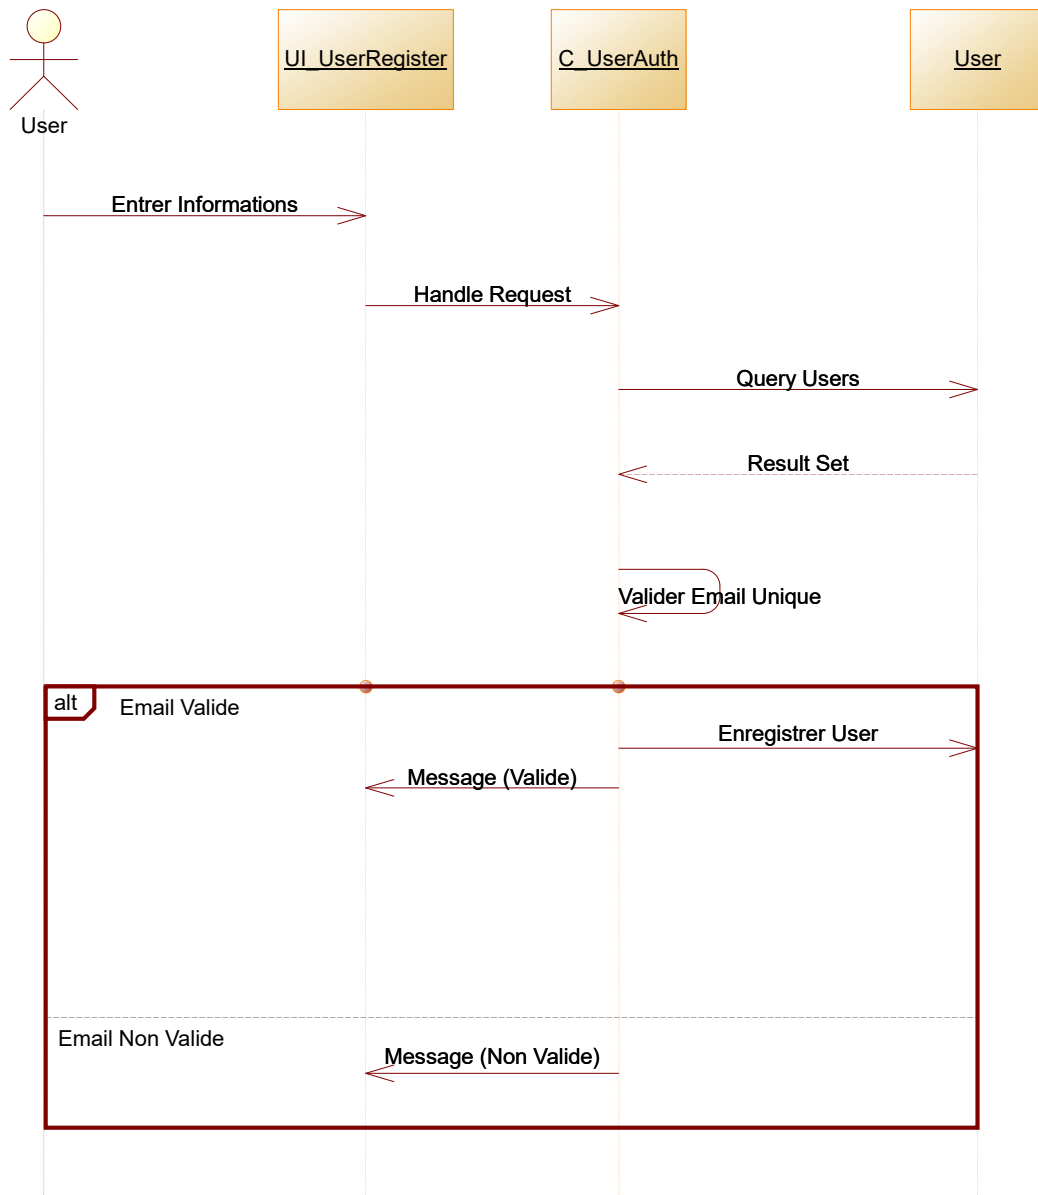 UI_UserRegister
C_UserAuth
User
User
Entrer Informations
Handle Request
Query Users
Result Set
Valider Email Unique
alt
Email Valide
Enregistrer User
Message (Valide)
Email Non Valide
Message (Non Valide)